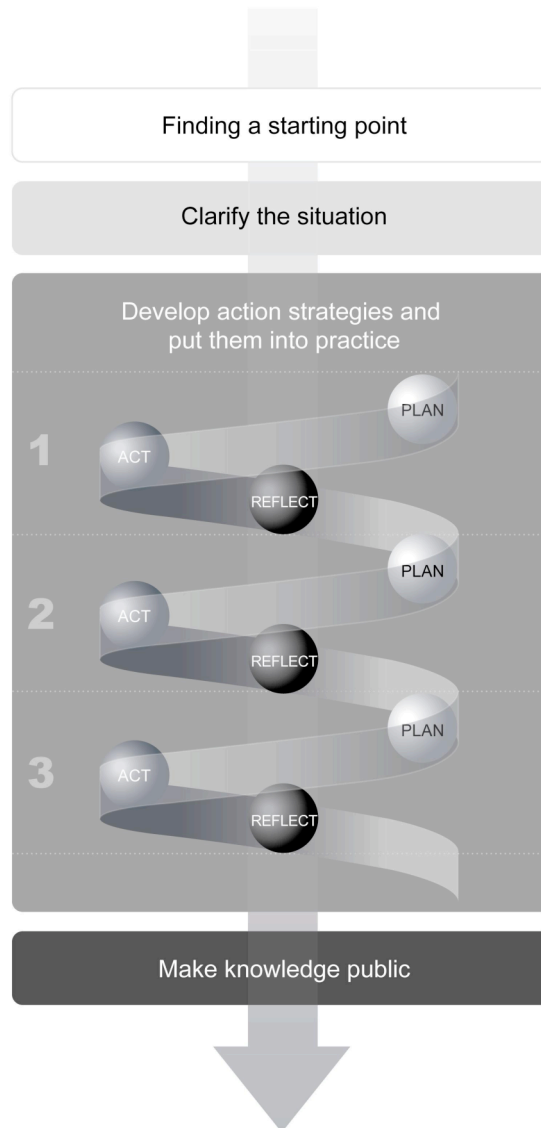 Finding a starting point
Clarify the situation
Develop action strategies and
put them into practice
PLAN
1
ACT
REFLECT
PLAN
2
ACT
REFLECT
PLAN
3
ACT
REFLECT
Make knowledge public